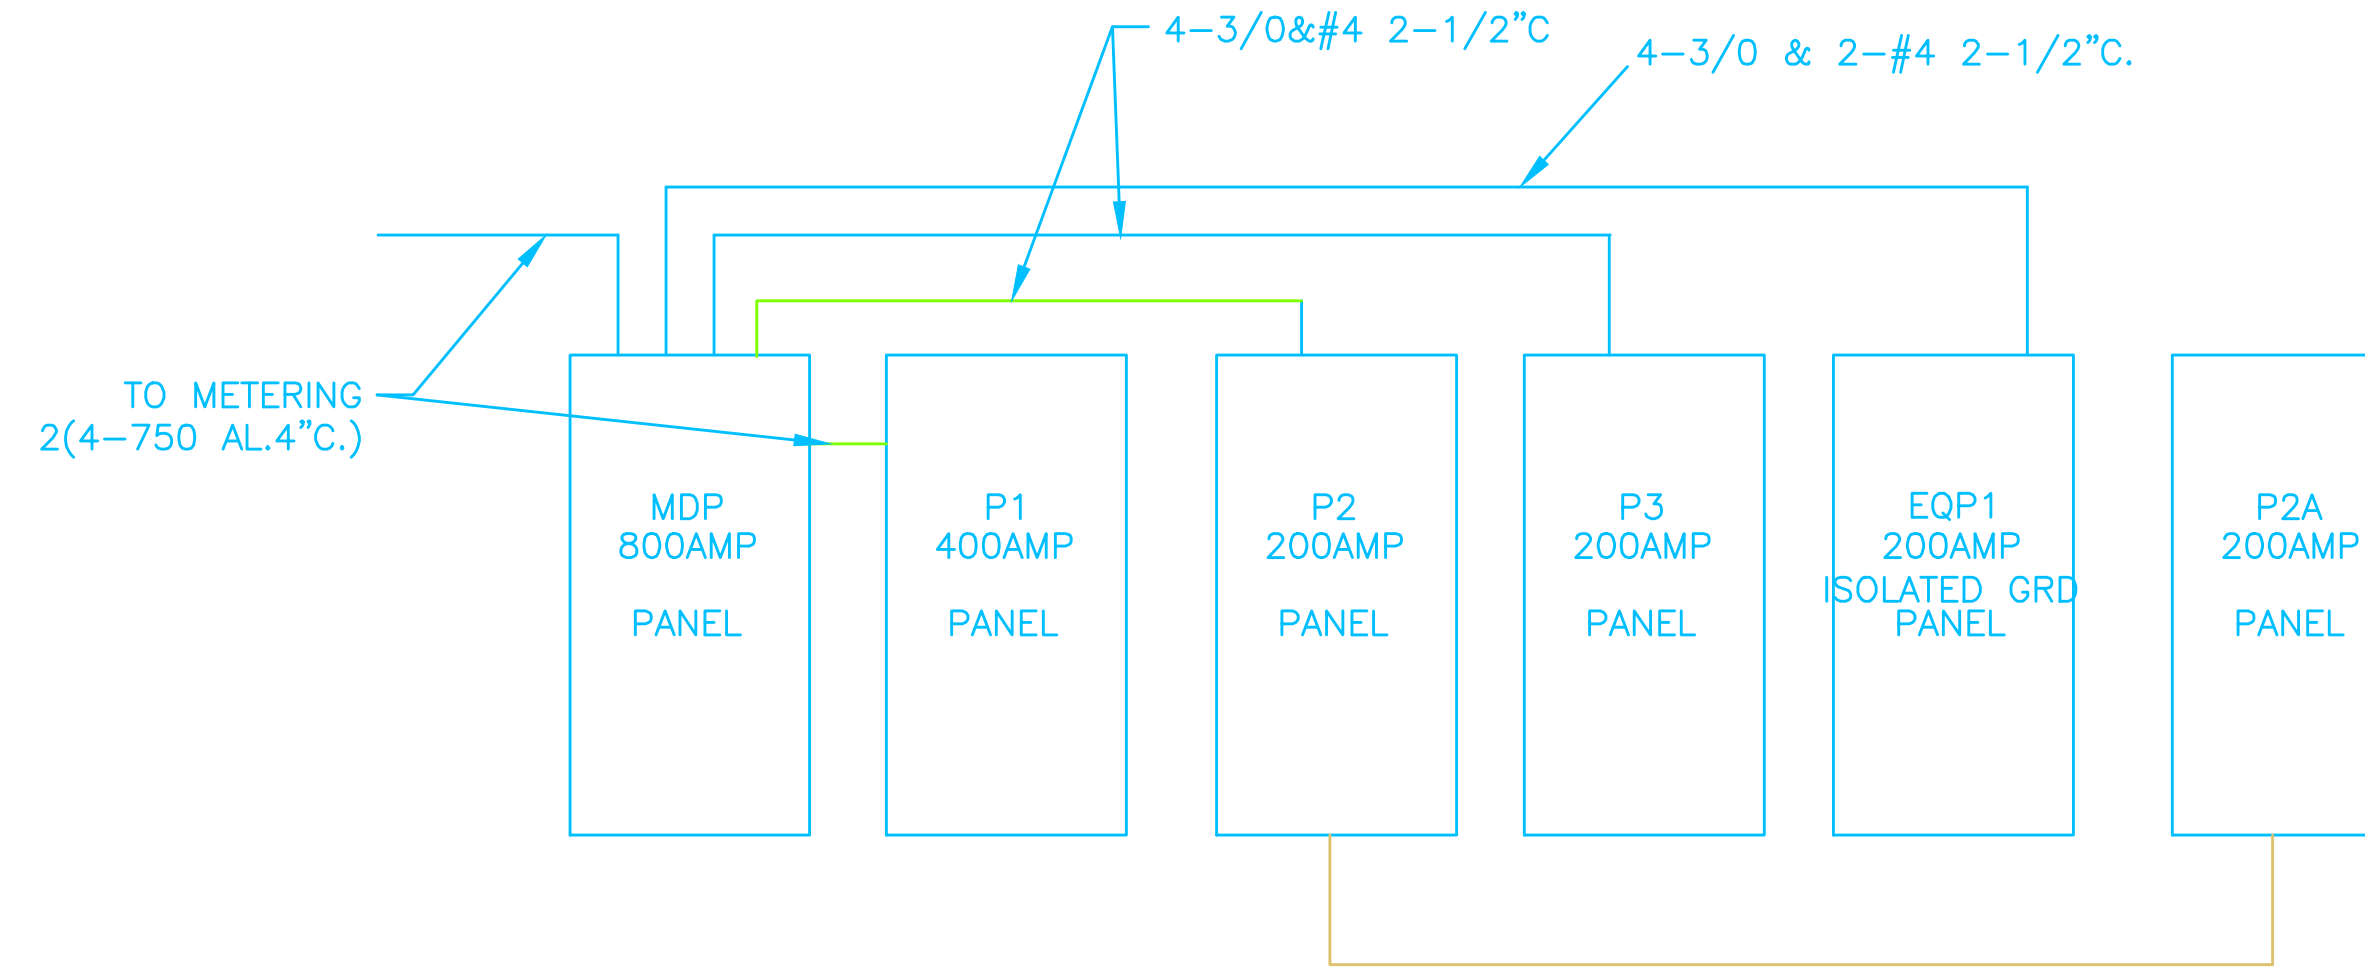 4-3/0&#4 2-1/2"C
4-3/0 & 2-#4 2-1/2"C.
TO METERING
2(4-750 AL.4"C.)
MDP
800AMP
PANEL
P1
400AMP
PANEL
P2
200AMP
PANEL
P3
200AMP
PANEL
EQP1
200AMP
ISOLATED GRD
PANEL
P2A
200AMP
PANEL